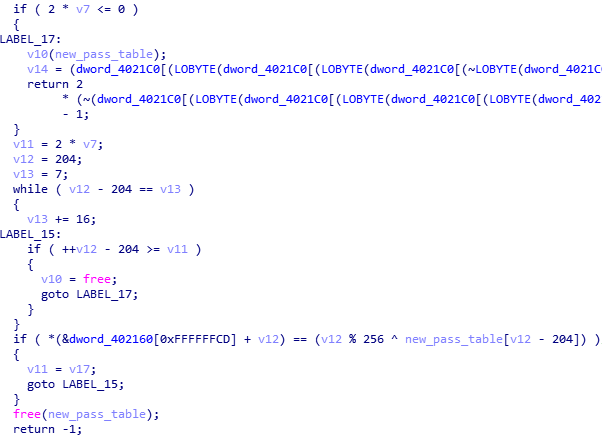 if ( 2 * v7 <= 0 )
{
LABEL_17:
v10(new_pass_table);
v14 = (dword_4021C0[(LOBYTE(dword_4021C0[(LOBYTE(dword_4021C0[(~LOBYTE(dword_4021C
return 2
* (~(dword_4021C0[(LOBYTE(dword_4021C0[(LOBYTE(dword_4021C0[(LOBYTE(dword_402
- 1;
}
v11 = 2 * v7;
v12 = 204;
v13 = 7;
while ( v12 - 204 == v13 )
{
v13 += 16;
LABEL_15:
if ( ++v12 - 204 >= v11 )
{
v10 = free;
goto LABEL_17;
}
}
if ( *(&dword_402160[0xFFFFFFCD] + v12) == (v12 % 256 ^ new_pass_table[v12 - 204]) )
{
v11 = v17;
goto LABEL_15;
}
free(new_pass_table);
return -1;